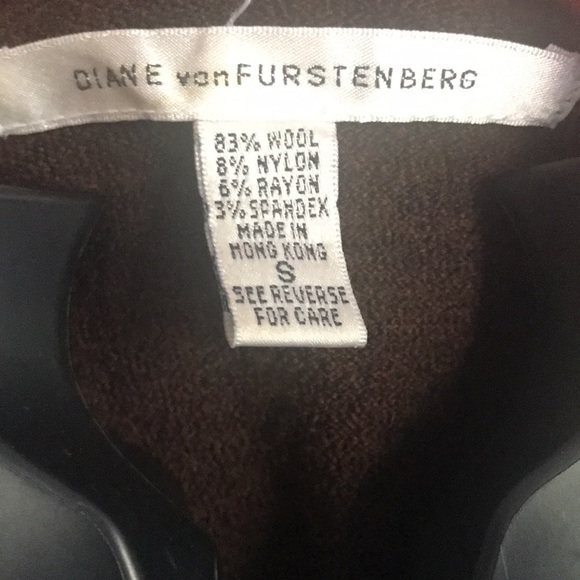 DIANE von FURSTENBERG
83% WOOL
8% NYLON
6% RAYON
3% SPANDEX
MADE IN
HONG KONG
S
SEE REVERSE
FOR CARE